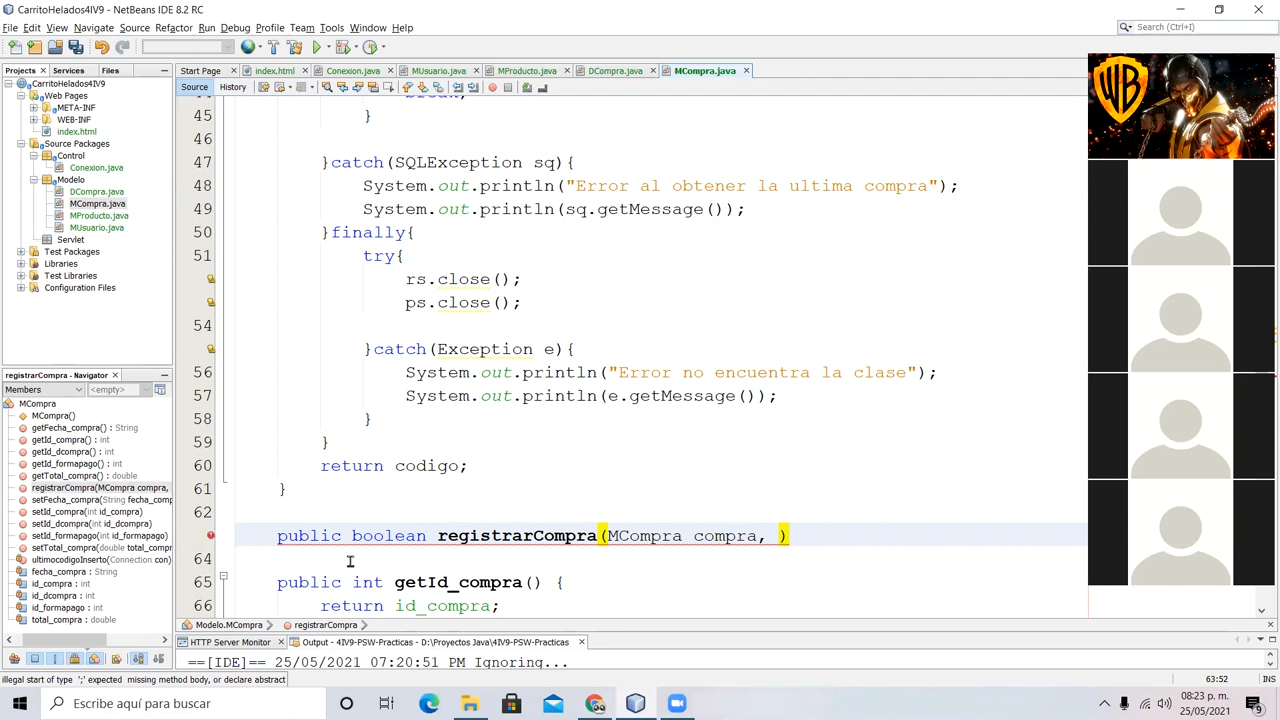 CarritoHelados4IV9 - NetBeans IDE 8.2 RC
File Edit View Navigate Source Refactor Run Debug Profile Team Tools Window Help
Search (Ctrl+I)
Projects Services Files
Start Page index.html Conexion.java MUsuario.java MProducto.java DCompra.java MCompra.java
Source History
CarritoHelados4IV9
Web Pages
META-INF
WEB-INF
index.html
Source Packages
Control
Conexion.java
Modelo
DCompra.java
MCompra.java
MProducto.java
MUsuario.java
Servlet
Test Packages
Libraries
Test Libraries
Configuration Files
registrarCompra - Navigator
Members <empty>
MCompra
MCompra()
getFecha_compra() : String
getId_compra() : int
getId_dcompra() : int
getId_formapago() : int
getTotal_compra() : double
registrarCompra(MCompra compra,
setFecha_compra(String fecha_comp
setId_compra(int id_compra)
setId_dcompra(int id_dcompra)
setId_formapago(int id_formapago)
setTotal_compra(double total_compr
ultimocodigoInserto(Connection con)
fecha_compra : String
id_compra : int
id_dcompra : int
id_formapago : int
total_compra : double
break;
45 }
46
47 }catch(SQLException sq){
48 System.out.println("Error al obtener la ultima compra");
49 System.out.println(sq.getMessage());
50 }finally{
51 try{
rs.close();
ps.close();
54
}catch(Exception e){
56 System.out.println("Error no encuentra la clase");
57 System.out.println(e.getMessage());
58 }
59 }
60 return codigo;
61 }
62
public boolean registrarCompra(MCompra compra, )
64
65 public int getId_compra() {
66 return id_compra;
WB
Modelo.MCompra registrarCompra
HTTP Server Monitor Output - 4IV9-PSW-Practicas - D:\Proyectos Java\4IV9-PSW-Practicas
==[IDE]== 25/05/2021 07:20:51 PM Ignoring...
illegal start of type ';' expected missing method body, or declare abstract
63:52 INS
Escribe aquí para buscar
08:23 p. m.
25/05/2021
9